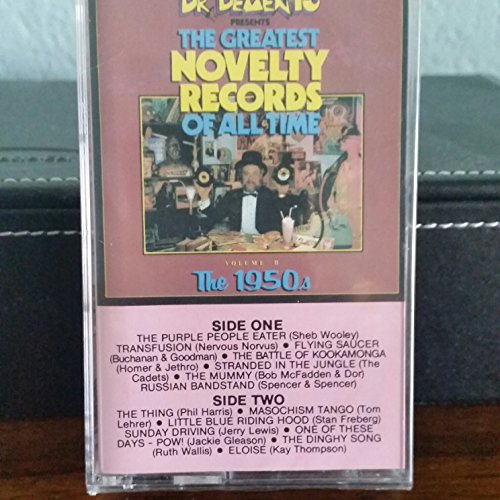 DR. DEMENTO
PRESENTS
THE GREATEST
NOVELTY
RECORDS
OF ALL TIME
VOLUME II
The 1950s
SIDE ONE
THE PURPLE PEOPLE EATER (Sheb Wooley)
TRANSFUSION (Nervous Norvus) • FLYING SAUCER
(Buchanan & Goodman) • THE BATTLE OF KOOKAMONGA
(Homer & Jethro) • STRANDED IN THE JUNGLE (The
Cadets) • THE MUMMY (Bob McFadden & Dor)
RUSSIAN BANDSTAND (Spencer & Spencer)
SIDE TWO
THE THING (Phil Harris) • MASOCHISM TANGO (Tom
Lehrer) • LITTLE BLUE RIDING HOOD (Stan Freberg)
SUNDAY DRIVING (Jerry Lewis) • ONE OF THESE
DAYS - POW! (Jackie Gleason) • THE DINGHY SONG
(Ruth Wallis) • ELOISE (Kay Thompson)